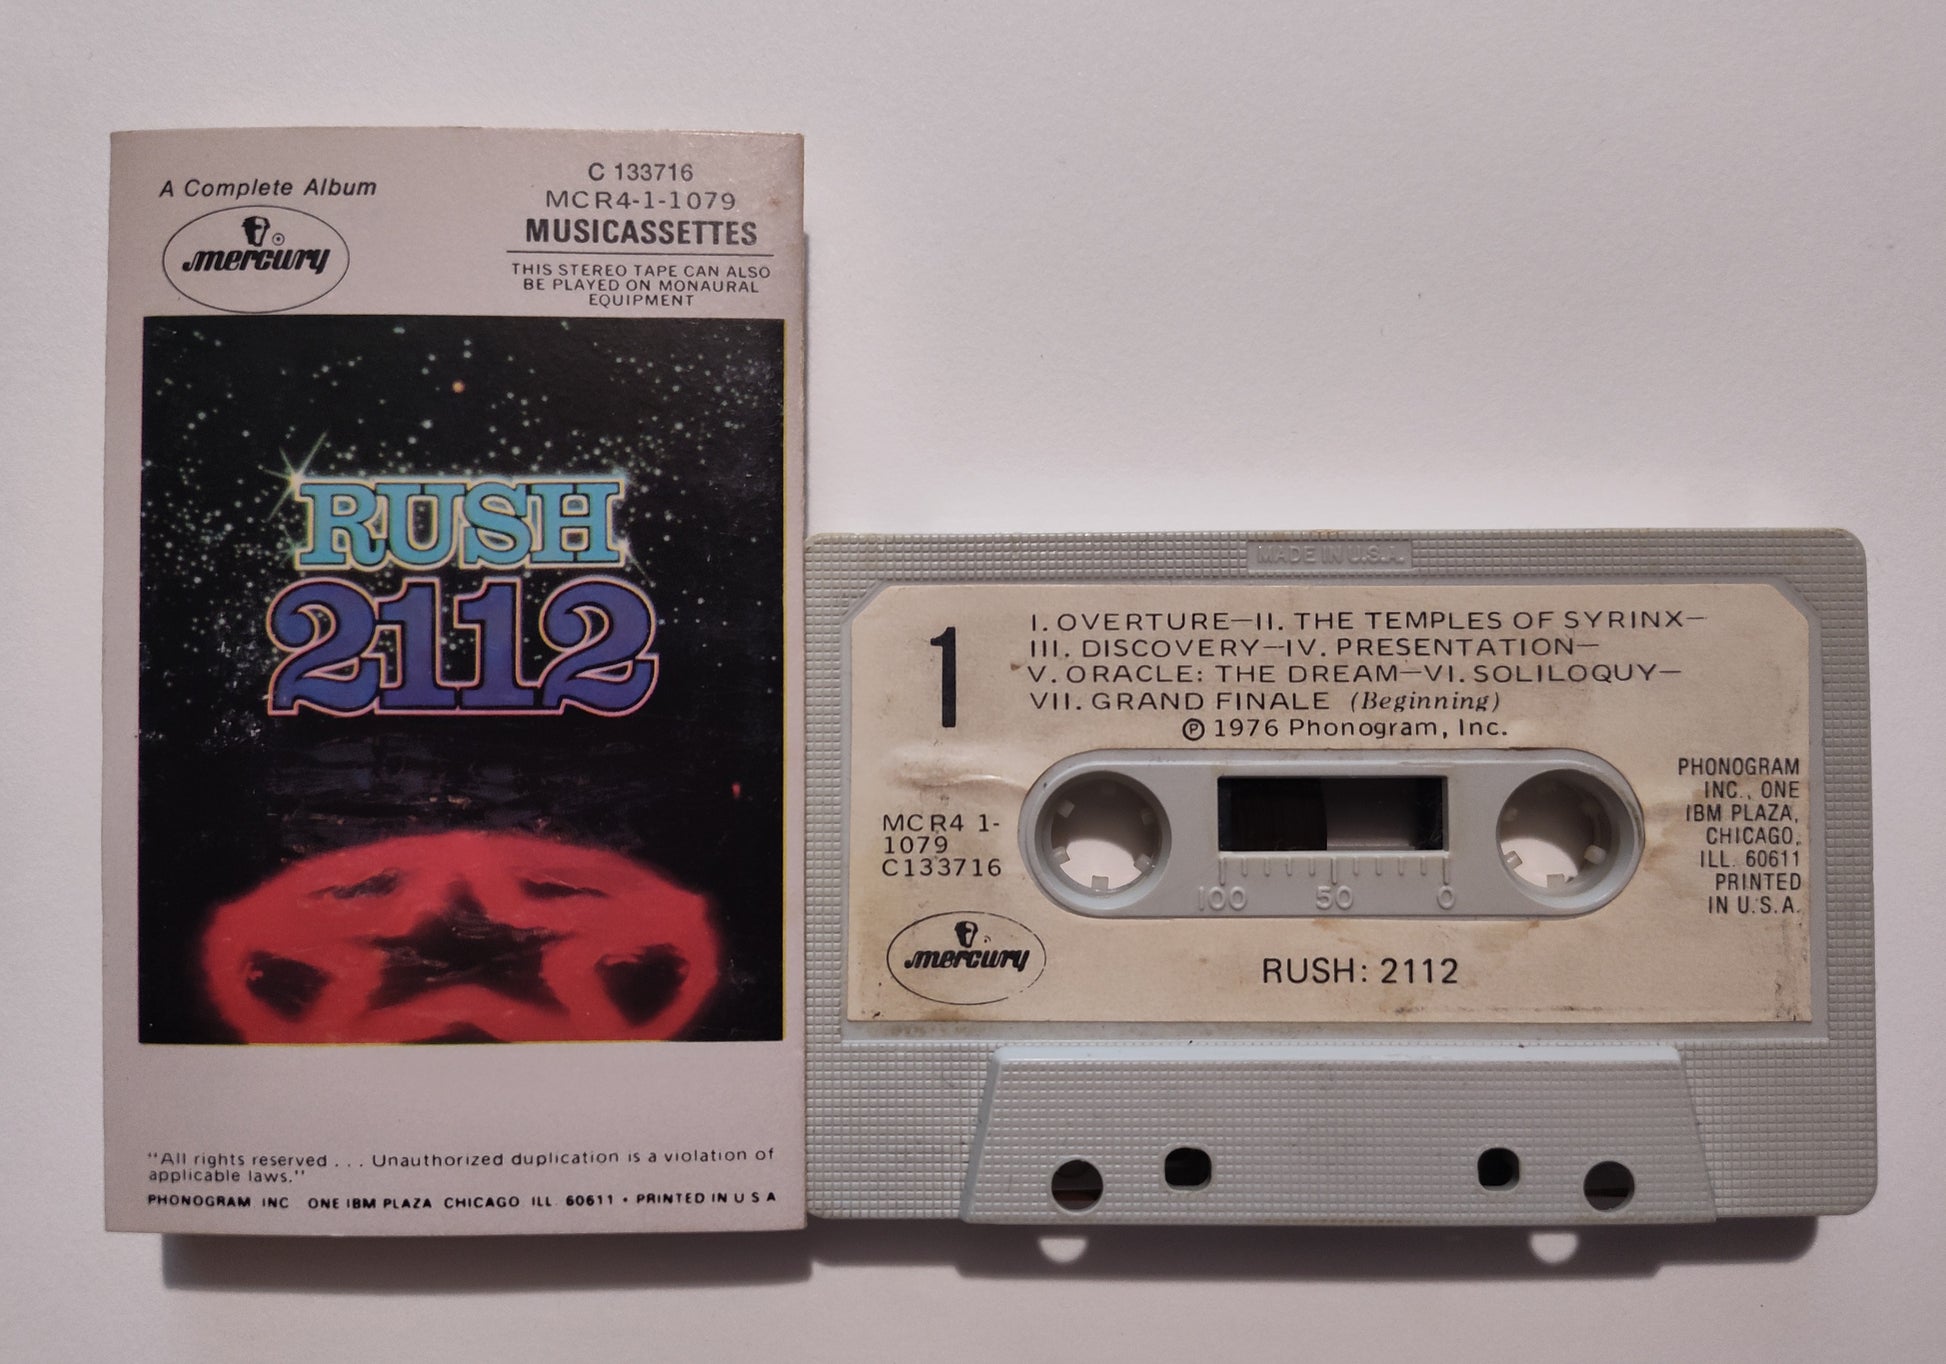 A Complete Album
mercury
C 133716
MCR4-1-1079
MUSICASSETTES
THIS STEREO TAPE CAN ALSO
BE PLAYED ON MONAURAL
EQUIPMENT
RUSH
2112
"All rights reserved . . . Unauthorized duplication is a violation of
applicable laws."
PHONOGRAM INC ONE IBM PLAZA CHICAGO ILL. 60611 • PRINTED IN U S A
MADE IN U.S.A.
1
I. OVERTURE—II. THE TEMPLES OF SYRINX—
III. DISCOVERY—IV. PRESENTATION—
V. ORACLE: THE DREAM—VI. SOLILOQUY—
VII. GRAND FINALE (Beginning)
℗ 1976 Phonogram, Inc.
MCR4 1-
1079
C133716
mercury
100 50 0
PHONOGRAM
INC., ONE
IBM PLAZA,
CHICAGO,
ILL. 60611
PRINTED
IN U.S.A.
RUSH: 2112